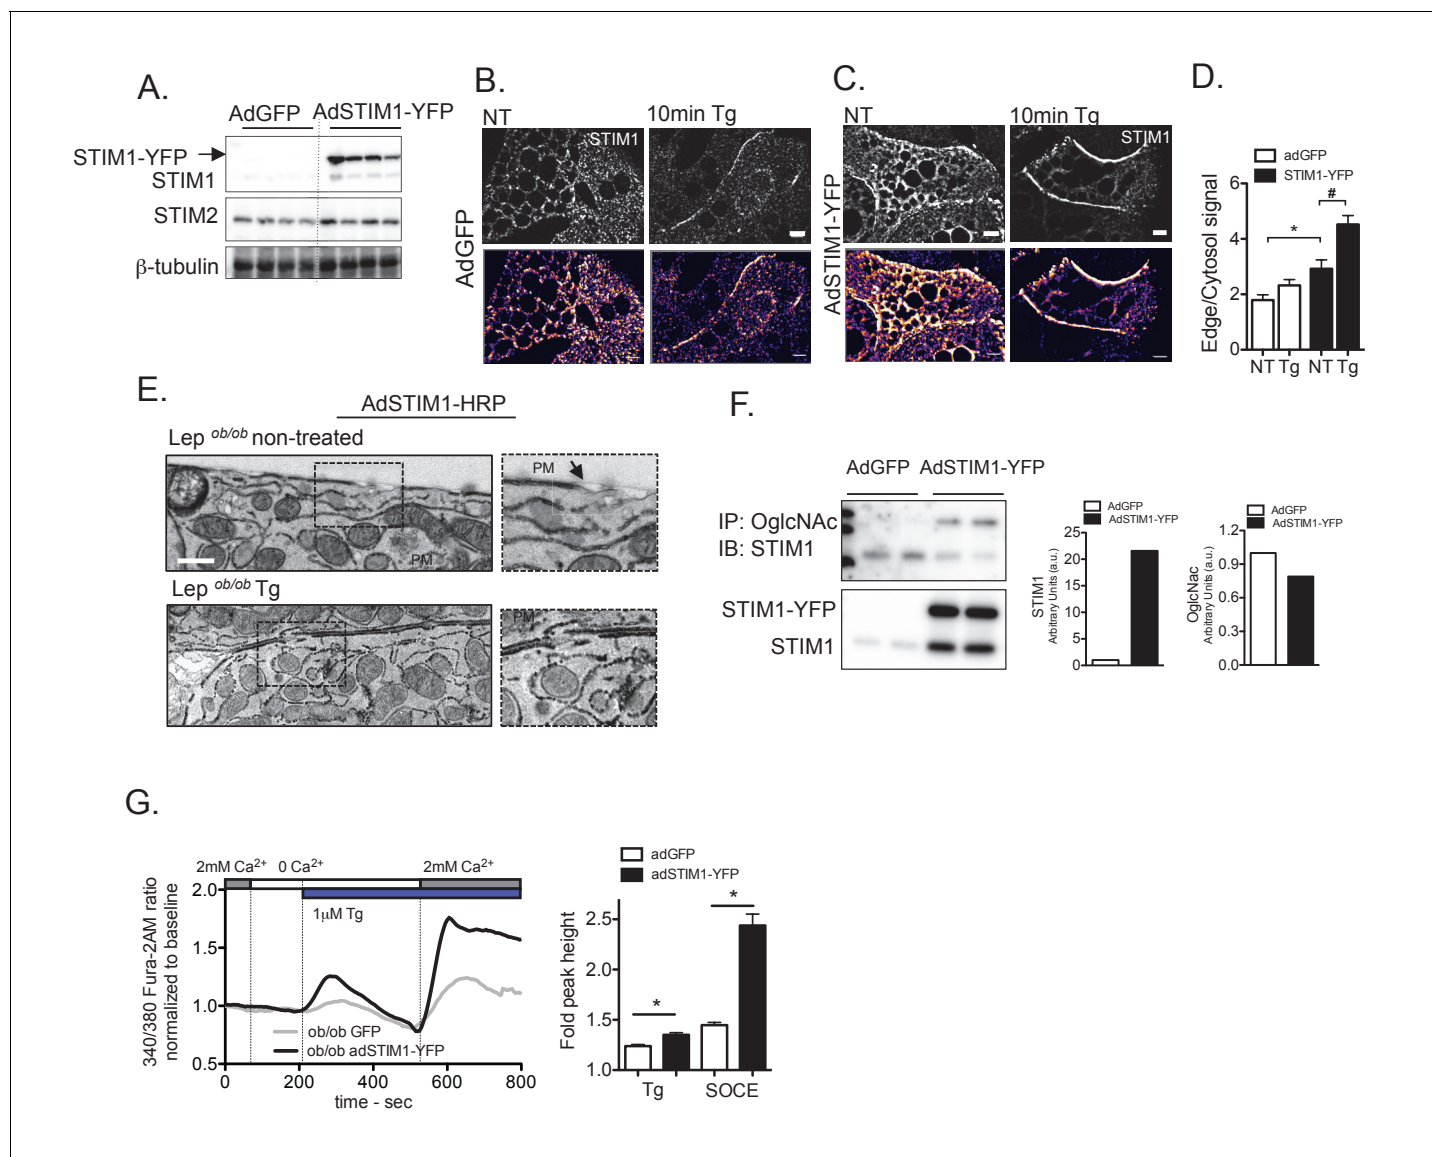 A.
AdGFP AdSTIM1-YFP
STIM1-YFP
STIM1
STIM2
β-tubulin
B.
NT 10min Tg
STIM1
AdGFP
C.
NT 10min Tg
STIM1
AdSTIM1-YFP
D.
adGFP
STIM1-YFP
Edge/Cytosol signal
6
4
2
0
*
#
NT Tg NT Tg
E.
AdSTIM1-HRP
Lep ob/ob non-treated
PM
PM
Lep ob/ob Tg
PM
F.
AdGFP AdSTIM1-YFP
IP: OglcNAc
IB: STIM1
STIM1-YFP
STIM1
AdGFP
AdSTIM1-YFP
STIM1
Arbitrary Units (a.u.)
25
20
15
10
5
0
AdGFP
AdSTIM1-YFP
OglcNac
Arbitrary Units (a.u.)
1.2
0.9
0.6
0.3
0.0
G.
2mM Ca2+ 0 Ca2+ 2mM Ca2+
1μM Tg
340/380 Fura-2AM ratio
normalized to baseline
2.0
1.5
1.0
0.5
ob/ob GFP
ob/ob adSTIM1-YFP
0 200 400 600 800
time - sec
adGFP
adSTIM1-YFP
Fold peak height
2.5
2.0
1.5
1.0
*
*
Tg SOCE